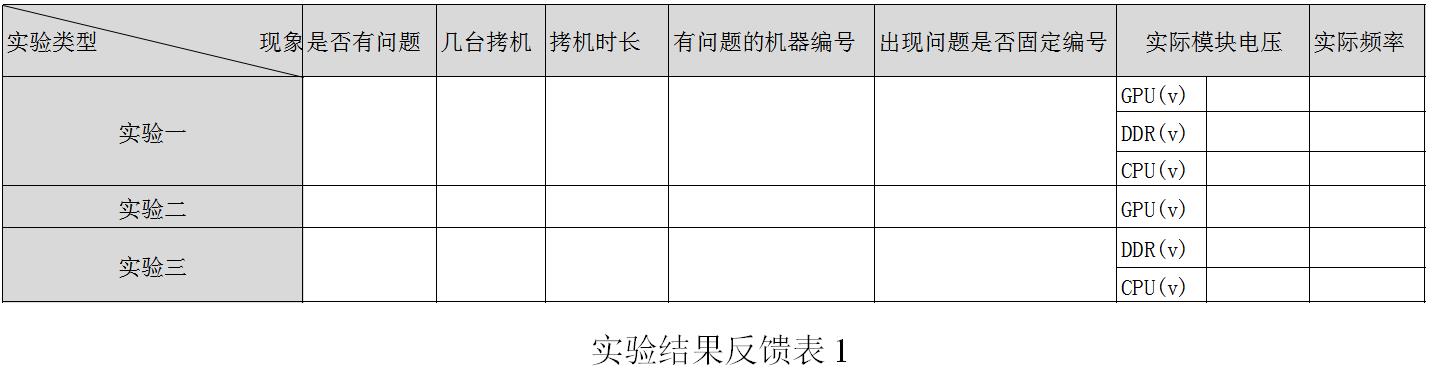 实验类型 现象 是否有问题 几台拷机 拷机时长 有问题的机器编号 出现问题是否固定编号 实际模块电压 实际频率
实验一
GPU(v)
DDR(v)
CPU(v)
实验二 GPU(v)
实验三
DDR(v)
CPU(v)
实验结果反馈表 1